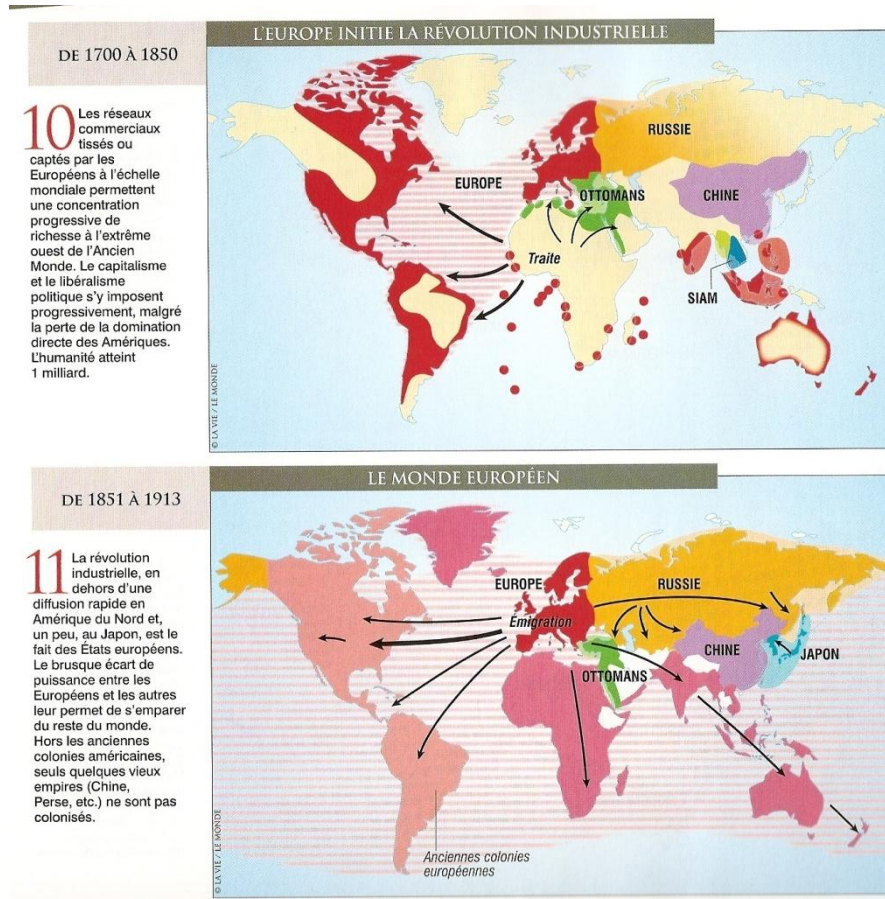 DE 1700 À 1850
L'EUROPE INITIE LA RÉVOLUTION INDUSTRIELLE
10 Les réseaux
commerciaux
tissés ou
captés par les
Européens à l'échelle
mondiale permettent
une concentration
progressive de
richesse à l'extrême
ouest de l'Ancien
Monde. Le capitalisme
et le libéralisme
politique s'y imposent
progressivement, malgré
la perte de la domination
directe des Amériques.
L'humanité atteint
1 milliard.
RUSSIE
EUROPE
OTTOMANS
CHINE
Traite
SIAM
© LA VIE / LE MONDE
DE 1851 À 1913
LE MONDE EUROPÉEN
11 La révolution
industrielle, en
dehors d'une
diffusion rapide en
Amérique du Nord et,
un peu, au Japon, est le
fait des États européens.
Le brusque écart de
puissance entre les
Européens et les autres
leur permet de s'emparer
du reste du monde.
Hors les anciennes
colonies américaines,
seuls quelques vieux
empires (Chine,
Perse, etc.) ne sont pas
colonisés.
EUROPE
RUSSIE
Émigration
CHINE
JAPON
OTTOMANS
Anciennes colonies
européennes
© LA VIE / LE MONDE